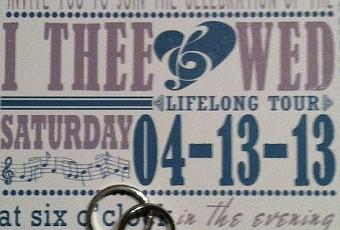 INVITE YOU TO JOIN THE CELEBRATION OF THE
I THEE WED
LIFELONG TOUR
SATURDAY 04-13-13
at six o'clock in the evening